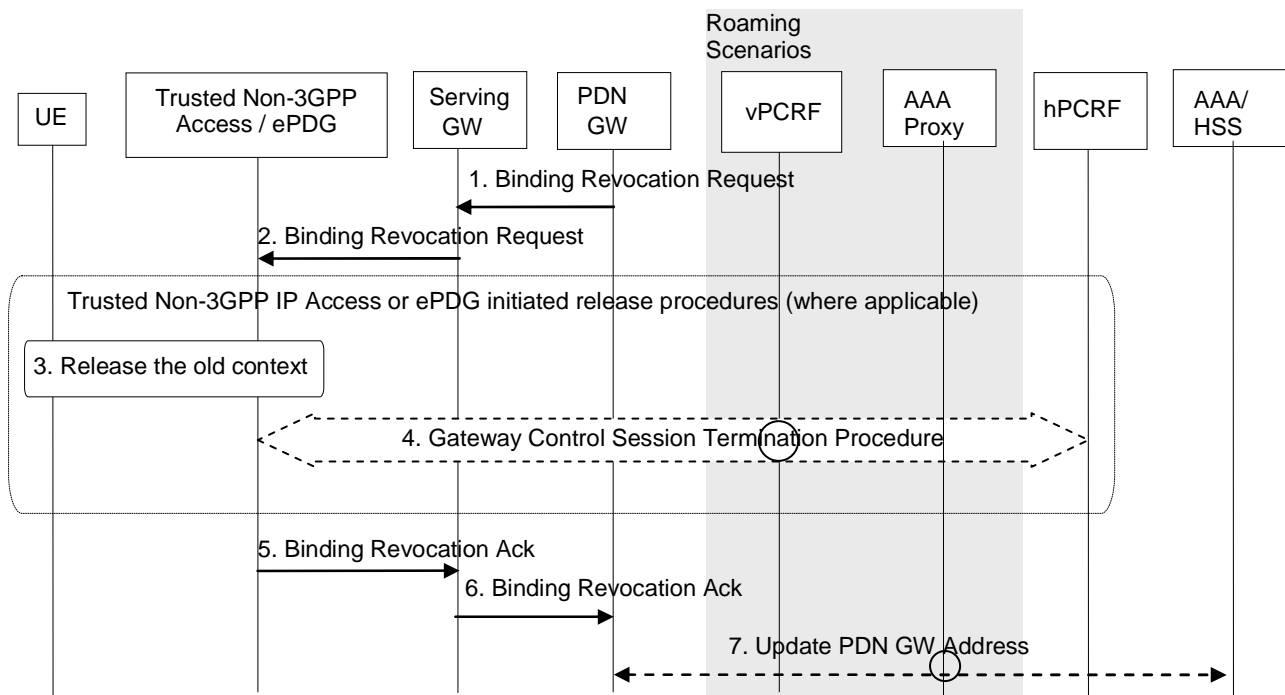 Roaming
Scenarios
UE
Trusted Non-3GPP
Access / ePDG
Serving
GW
PDN
GW
vPCRF
AAA
Proxy
hPCRF
AAA/
HSS
1. Binding Revocation Request
2. Binding Revocation Request
Trusted Non-3GPP IP Access or ePDG initiated release procedures (where applicable)
3. Release the old context
4. Gateway Control Session Termination Procedure
5. Binding Revocation Ack
6. Binding Revocation Ack
7. Update PDN GW Address